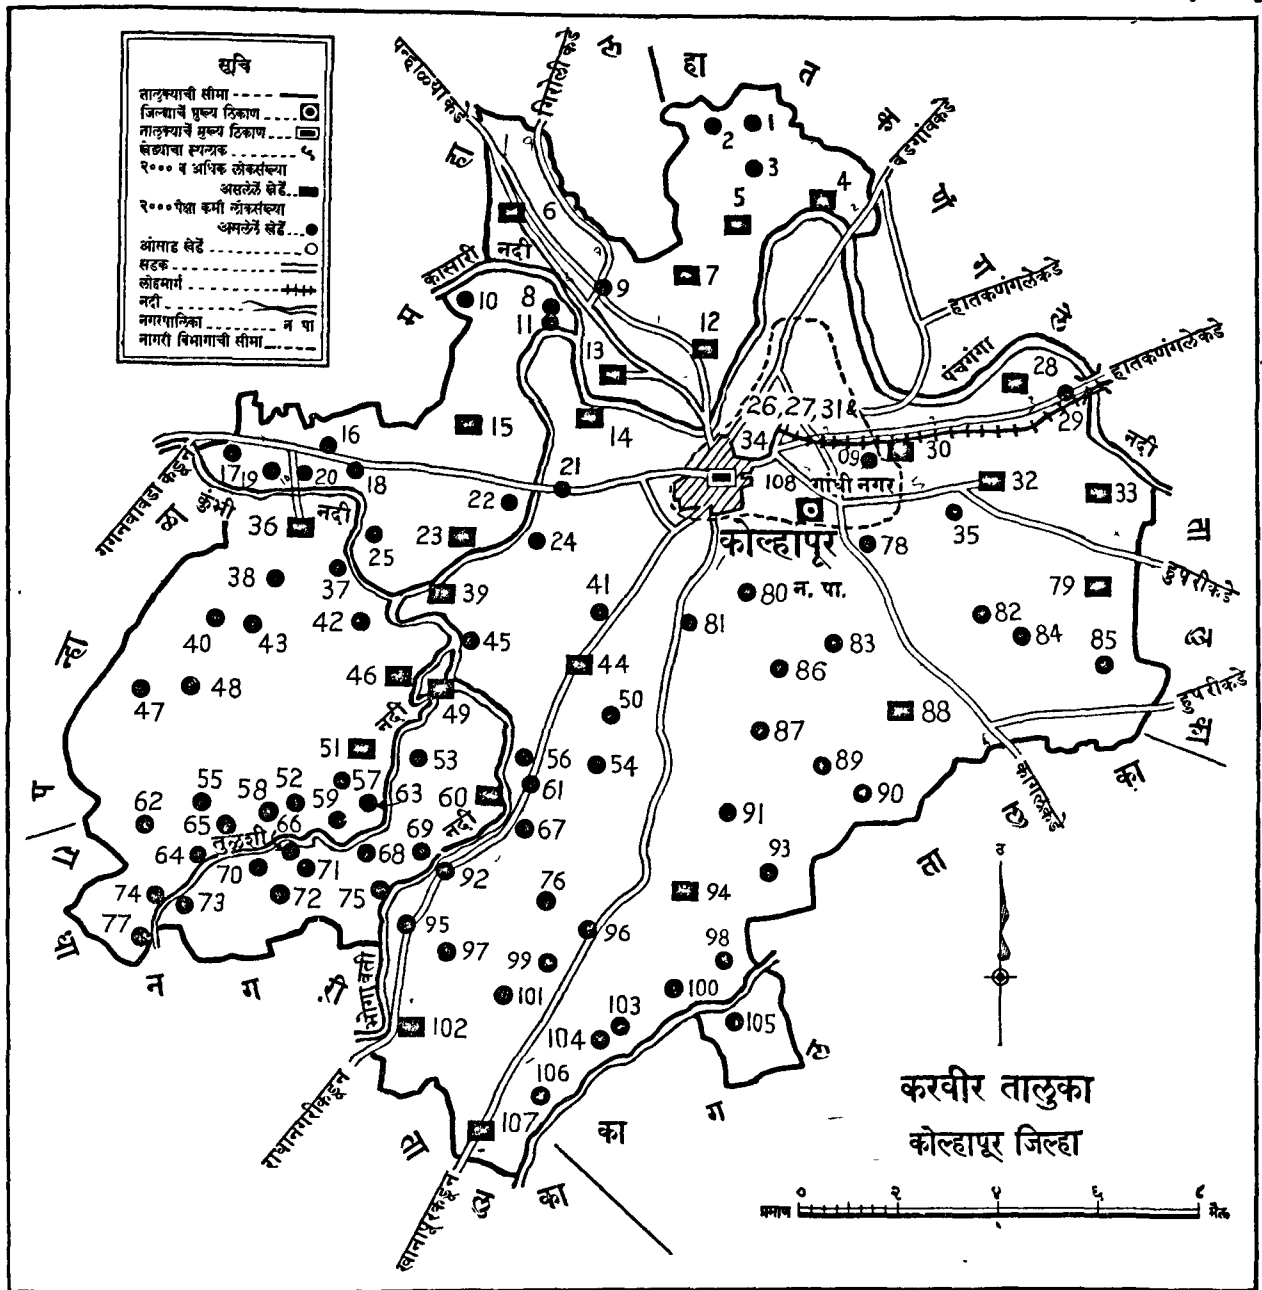 सूचि
तालुक्याची सीमा
जिल्ह्याचें मुख्य ठिकाण
तालुक्याचें मुख्य ठिकाण
खेड्याचा स्थलांक
२००० व अधिक लोकसंख्या
असलेलें खेडें
२००० पैक्षा कमी लोकसंख्या
असलेलें खेडें
ओसाड खेडें
सडक
लोहमार्ग
नदी
नगरपालिका न पा
नागरी विभागाची सीमा
पन्हाळ्याकडे
गिरोलीकडे
वडगांवकडे
हातकणंगलेकडे
हातकणंगलेकडे
हुपरीकडे
हुपरीकडे
कागलकडे
गगनबावडा कडून
राधानगरीकडून
खानापूरकडून
कासारी नदी
पंचगंगा
नदी
कुंभी
नदी
तुळशी
नदी
भोगावती
नदी
गांधी नगर
कोल्हापूर
न. पा.
प न्हा ळा
हा त क णं ग ले
ता लु का
रा धा न ग री
ता लु का
का ग ल
ता लु का
1
2
3
4
5
6
7
8
9
10
11
12
13
14
15
16
17
18
19
20
21
22
23
24
25
26, 27, 31 &
34
28
29
30
32
33
35
36
37
38
39
40
41
42
43
44
45
46
47
48
49
50
51
52
53
54
55
56
57
58
59
60
61
62
63
64
65
66
67
68
69
70
71
72
73
74
75
76
77
78
79
80
81
82
83
84
85
86
87
88
89
90
91
92
93
94
95
96
97
98
99
100
101
102
103
104
105
106
107
108
करवीर तालुका
कोल्हापूर जिल्हा
प्रमाण ० २ ४ ६ ८ मैल